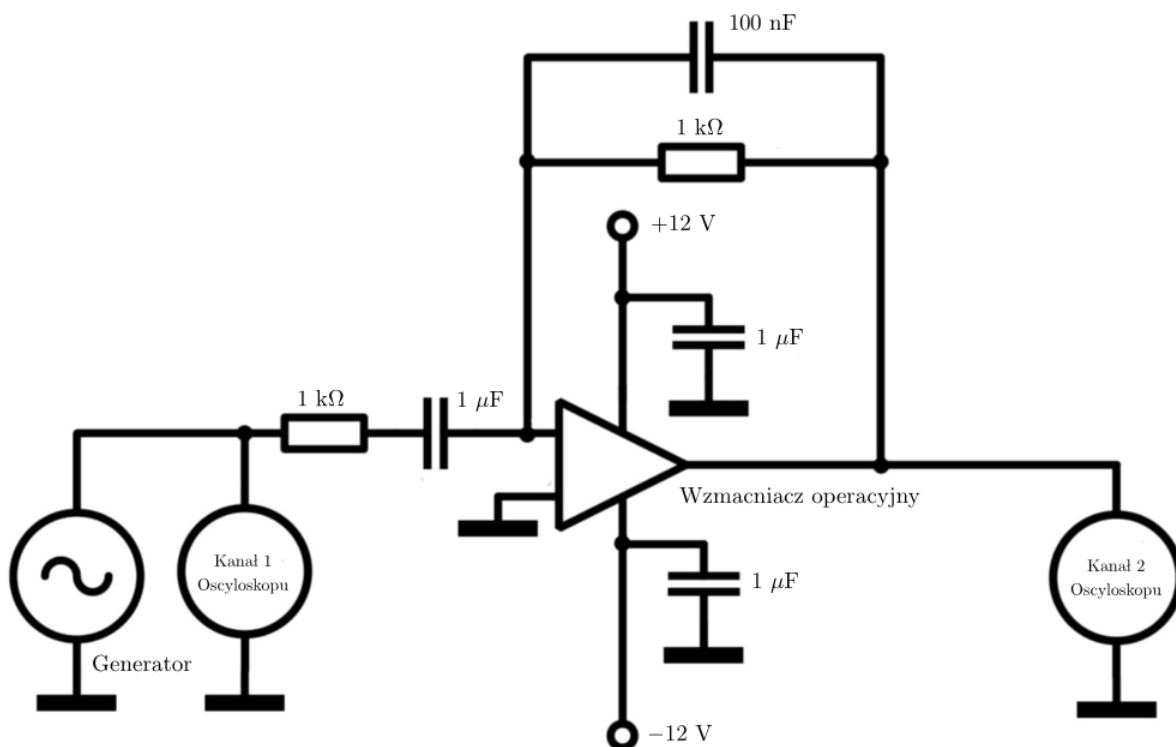 100 nF
1 kΩ
+12 V
1 μF
1 kΩ
1 μF
Wzmacniacz operacyjny
Kanał 1
Oscyloskopu
Kanał 2
Oscyloskopu
1 μF
Generator
−12 V